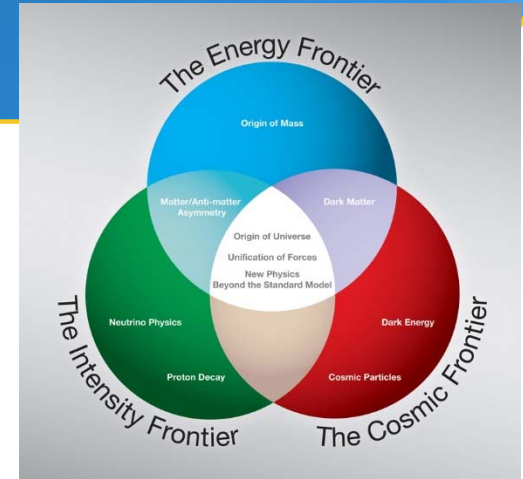 The Energy Frontier
Origin of Mass
Matter/Anti-matter
Asymmetry
Dark Matter
Origin of Universe
Unification of Forces
New Physics
Beyond the Standard Model
Neutrino Physics
Dark Energy
Proton Decay
Cosmic Particles
The Intensity Frontier
The Cosmic Frontier